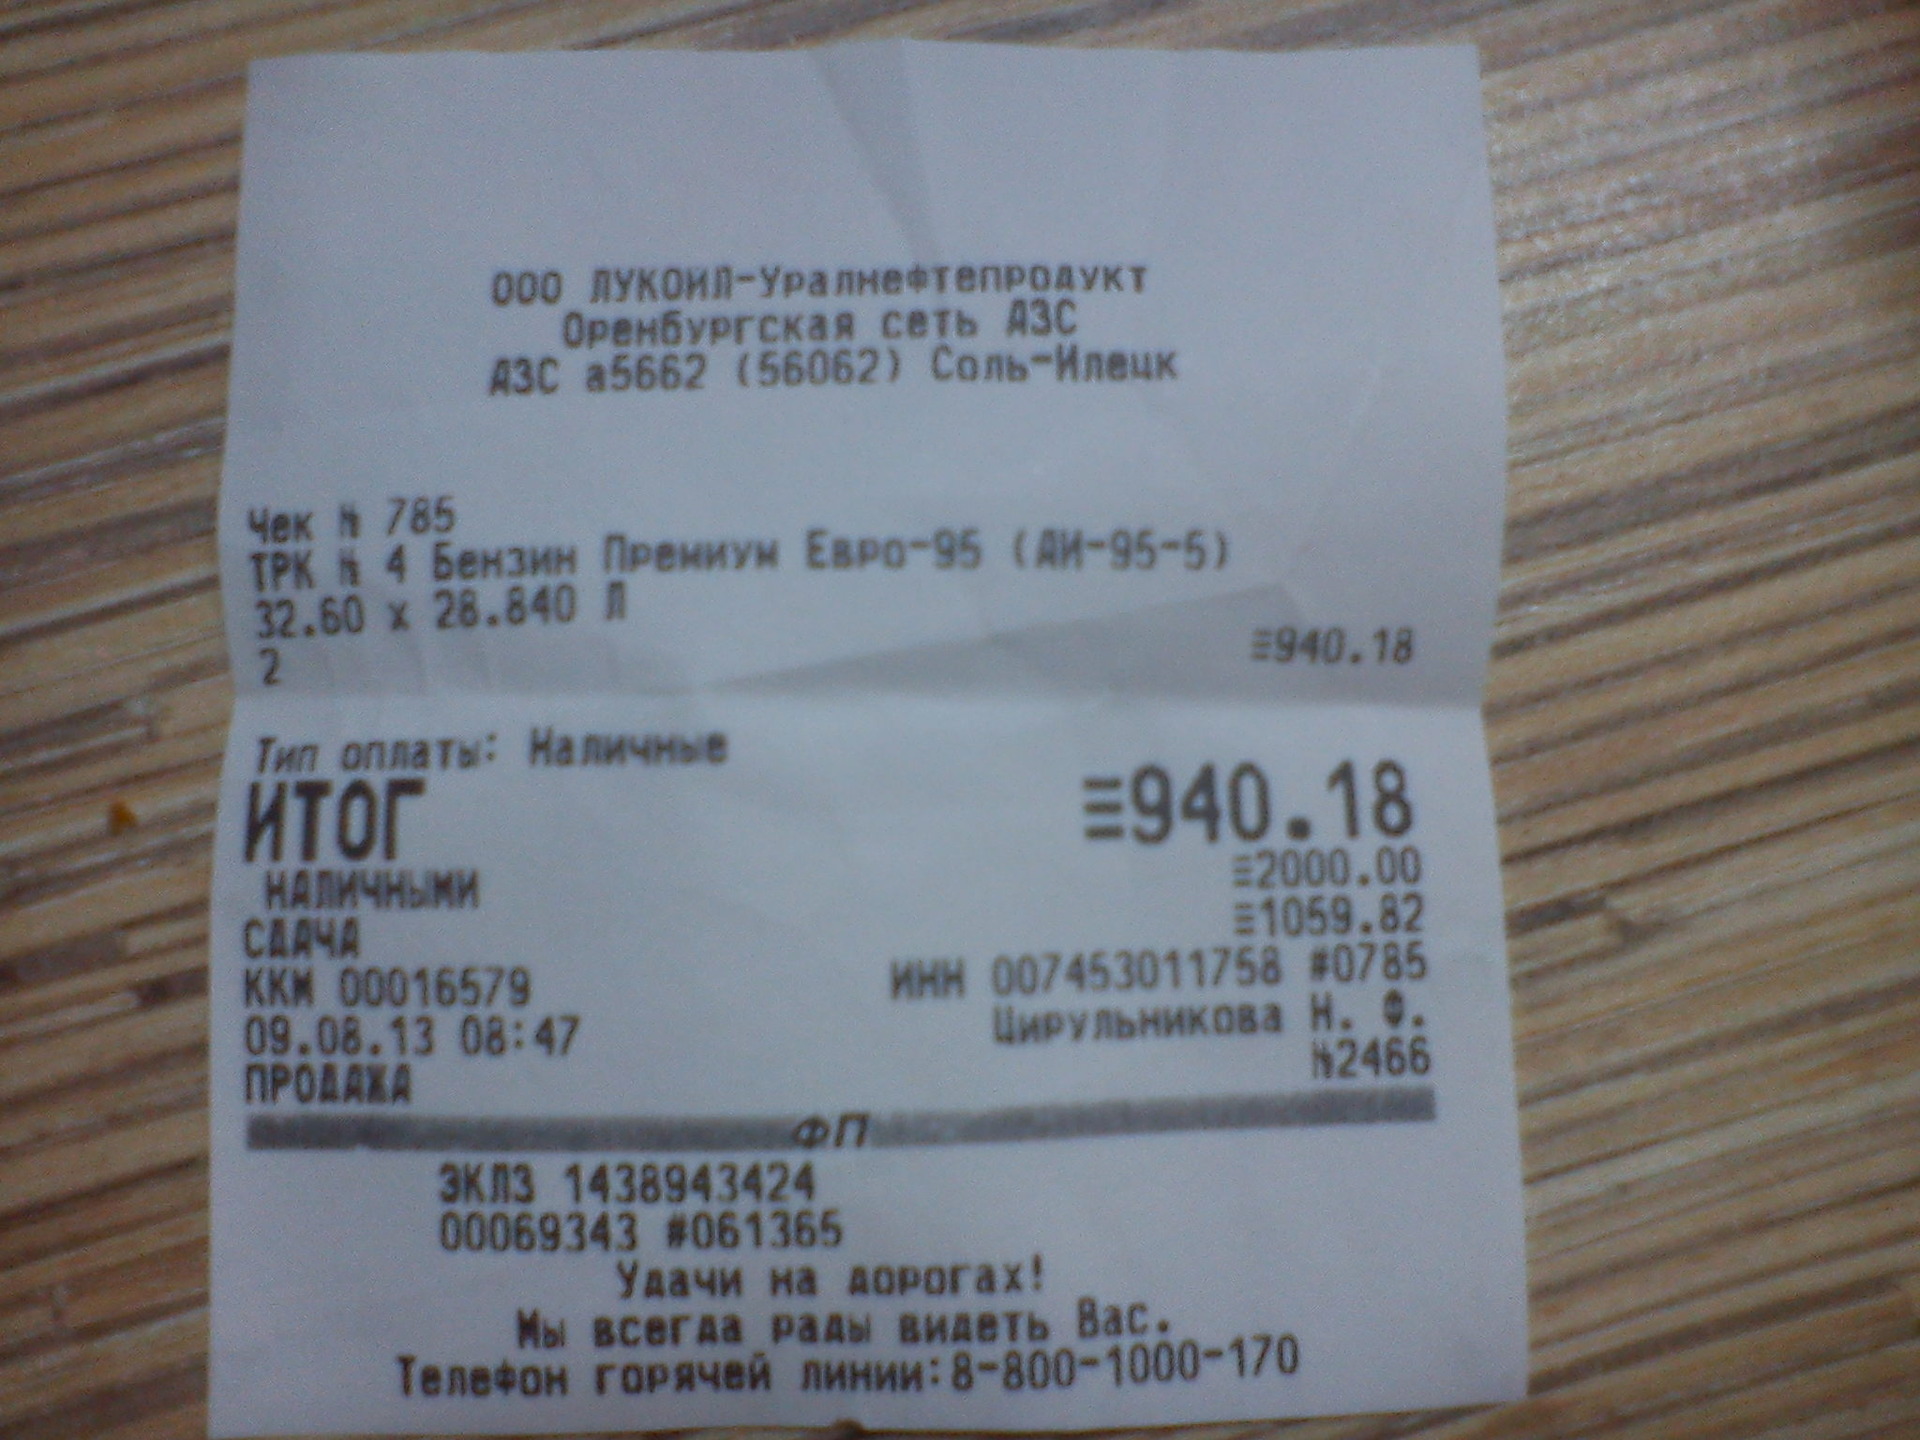 ООО ЛУКОИЛ-Уралнефтепродукт
Оренбургская сеть АЗС
АЗС а5662 (56062) Соль-Илецк
Чек № 785
ТРК № 4 Бензин Премиум Евро-95 (АИ-95-5)
32.60 х 28.840 Л
2 ≡940.18
Тип оплаты: Наличные
ИТОГ ≡940.18
НАЛИЧНЫМИ ≡2000.00
СДАЧА ≡1059.82
ККМ 00016579 ИНН 007453011758 #0785
09.08.13 08:47 Цирульникова Н. Ф.
ПРОДАЖА №2466
ФП
ЭКЛЗ 1438943424
00069343 #061365
Удачи на дорогах!
Мы всегда рады видеть Вас.
Телефон горячей линии:8-800-1000-170